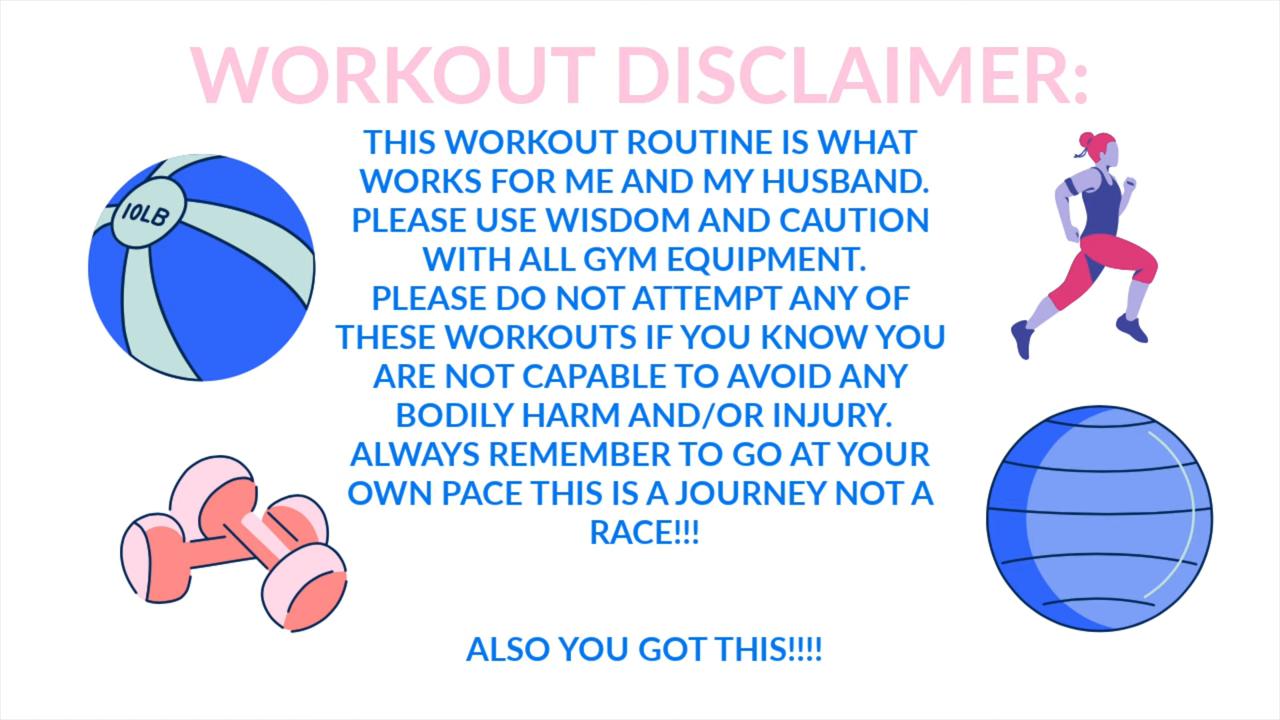 WORKOUT DISCLAIMER:
THIS WORKOUT ROUTINE IS WHAT
WORKS FOR ME AND MY HUSBAND.
PLEASE USE WISDOM AND CAUTION
WITH ALL GYM EQUIPMENT.
PLEASE DO NOT ATTEMPT ANY OF
THESE WORKOUTS IF YOU KNOW YOU
ARE NOT CAPABLE TO AVOID ANY
BODILY HARM AND/OR INJURY.
ALWAYS REMEMBER TO GO AT YOUR
OWN PACE THIS IS A JOURNEY NOT A
RACE!!!
ALSO YOU GOT THIS!!!!
10LB